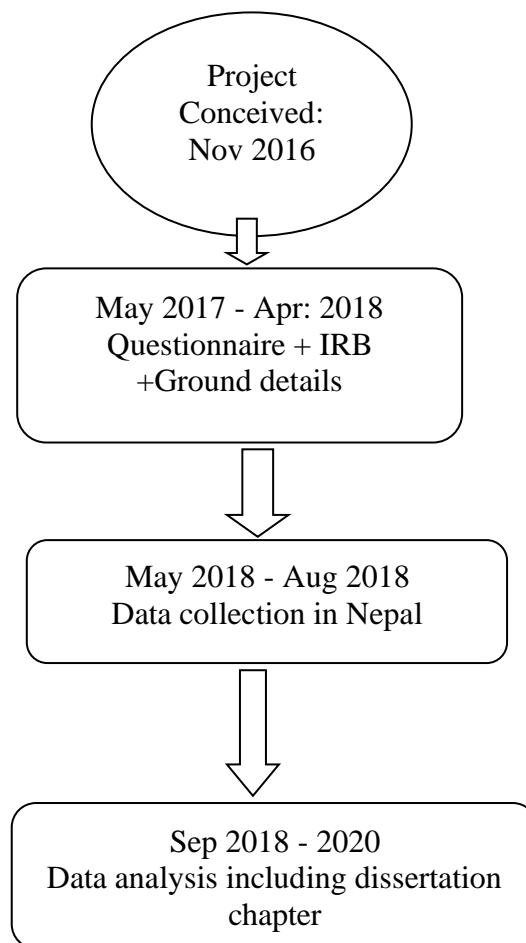 Project
Conceived:
Nov 2016
May 2017 - Apr: 2018
Questionnaire + IRB
+Ground details
May 2018 - Aug 2018
Data collection in Nepal
Sep 2018 - 2020
Data analysis including dissertation
chapter